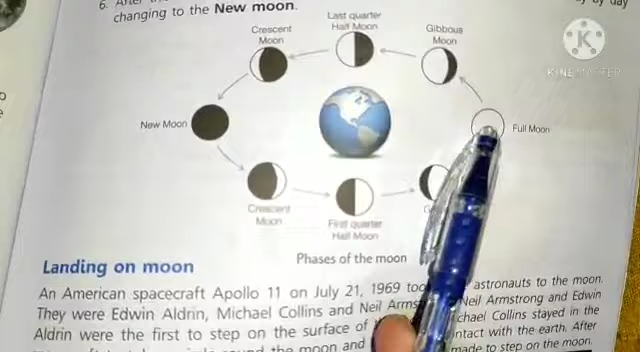 6. After
changing to the New moon.
by day
KINEMASTER
Last quarter
Half Moon
Crescent
Moon
Gibbous
Moon
New Moon
Full Moon
Crescent
Moon
First quarter
Half Moon
Phases of the moon
Landing on moon
An American spacecraft Apollo 11 on July 21, 1969 astronauts to the moon.
They were Edwin Aldrin, Michael Collins and Neil Neil Armstrong and Edwin
Aldrin were the first to step on the surface of stayed in the
contact with the earth. After
the moon and made to step on the moon.